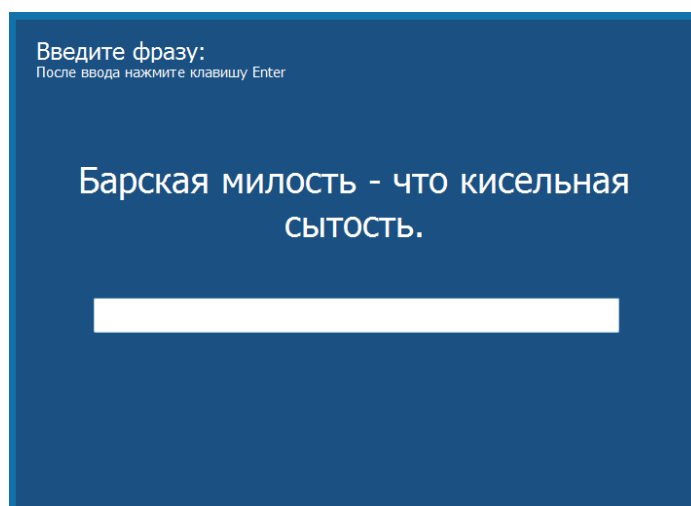 Введите фразу:
После ввода нажмите клавишу Enter
Барская милость - что кисельная
сытость.